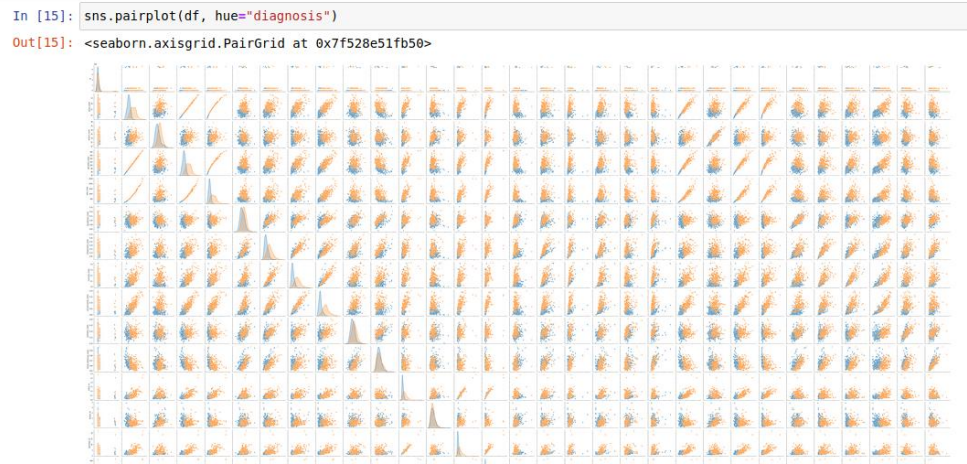 In [15]: sns.pairplot(df, hue="diagnosis")
Out[15]: <seaborn.axisgrid.PairGrid at 0x7f528e51fb50>